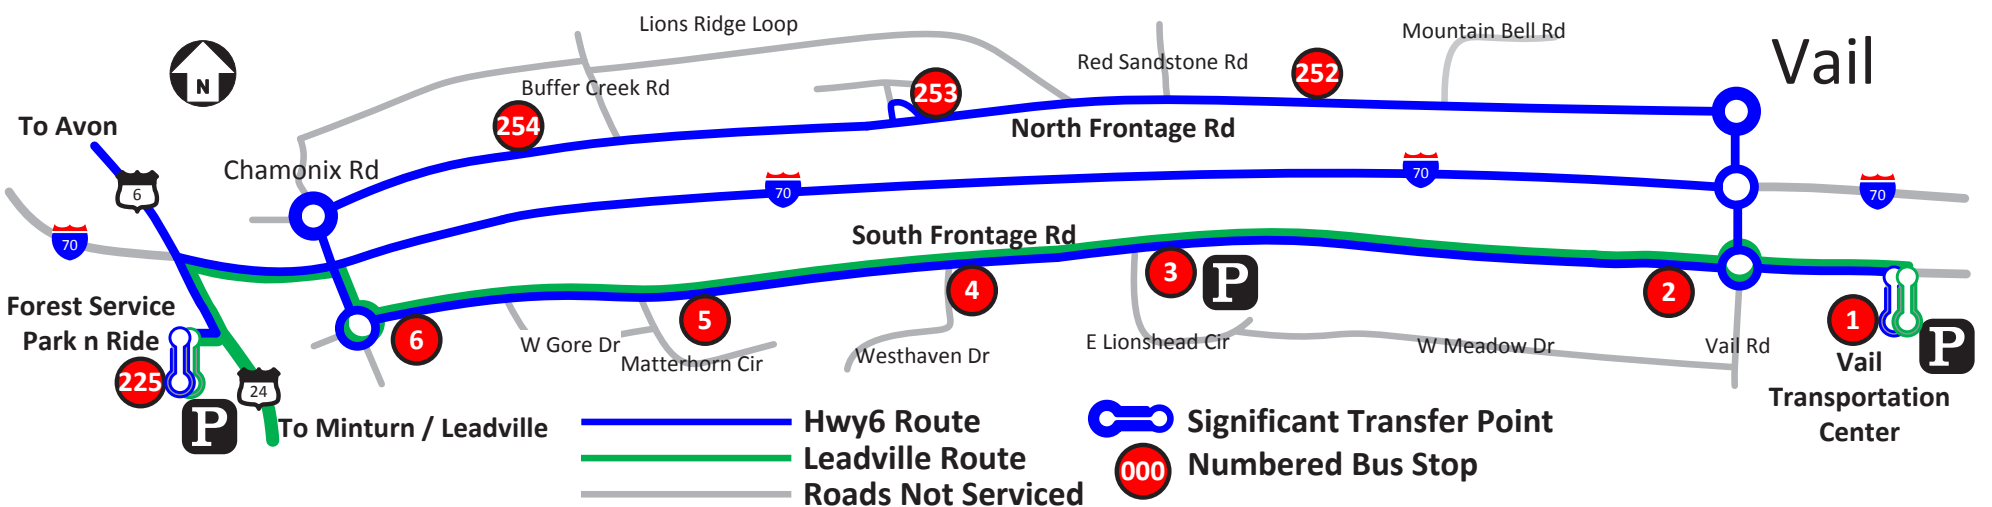 Lions Ridge Loop
Mountain Bell Rd
Vail
Red Sandstone Rd
252
N
Buffer Creek Rd
253
254
To Avon
North Frontage Rd
Chamonix Rd
6
70
70
70
70
South Frontage Rd
3
P
4
2
Forest Service
Park n Ride
225
P
24
To Minturn / Leadville
6
5
W Gore Dr
Matterhorn Cir
Westhaven Dr
E Lionshead Cir
W Meadow Dr
Vail Rd
1
P
Vail
Transportation
Center
Hwy6 Route
Leadville Route
Roads Not Serviced
Significant Transfer Point
000
Numbered Bus Stop